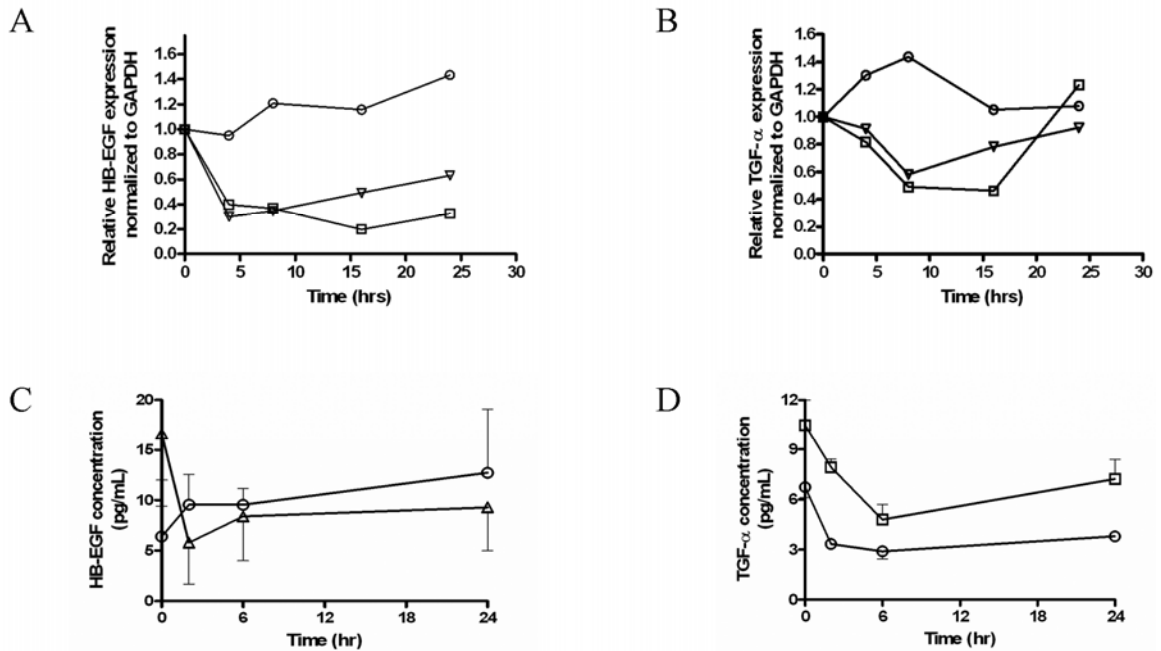 A
Relative HB-EGF expression
normalized to GAPDH
1.6
1.4
1.2
1.0
0.8
0.6
0.4
0.2
0.0
0 5 10 15 20 25 30
Time (hrs)
B
Relative TGF-α expression
normalized to GAPDH
1.6
1.4
1.2
1.0
0.8
0.6
0.4
0.2
0.0
0 5 10 15 20 25 30
Time (hrs)
C
HB-EGF concentration
(pg/mL)
20
15
10
5
0
0 6 12 18 24
Time (hr)
D
TGF-α concentration
(pg/mL)
12
9
6
3
0
0 6 12 18 24
Time (hr)